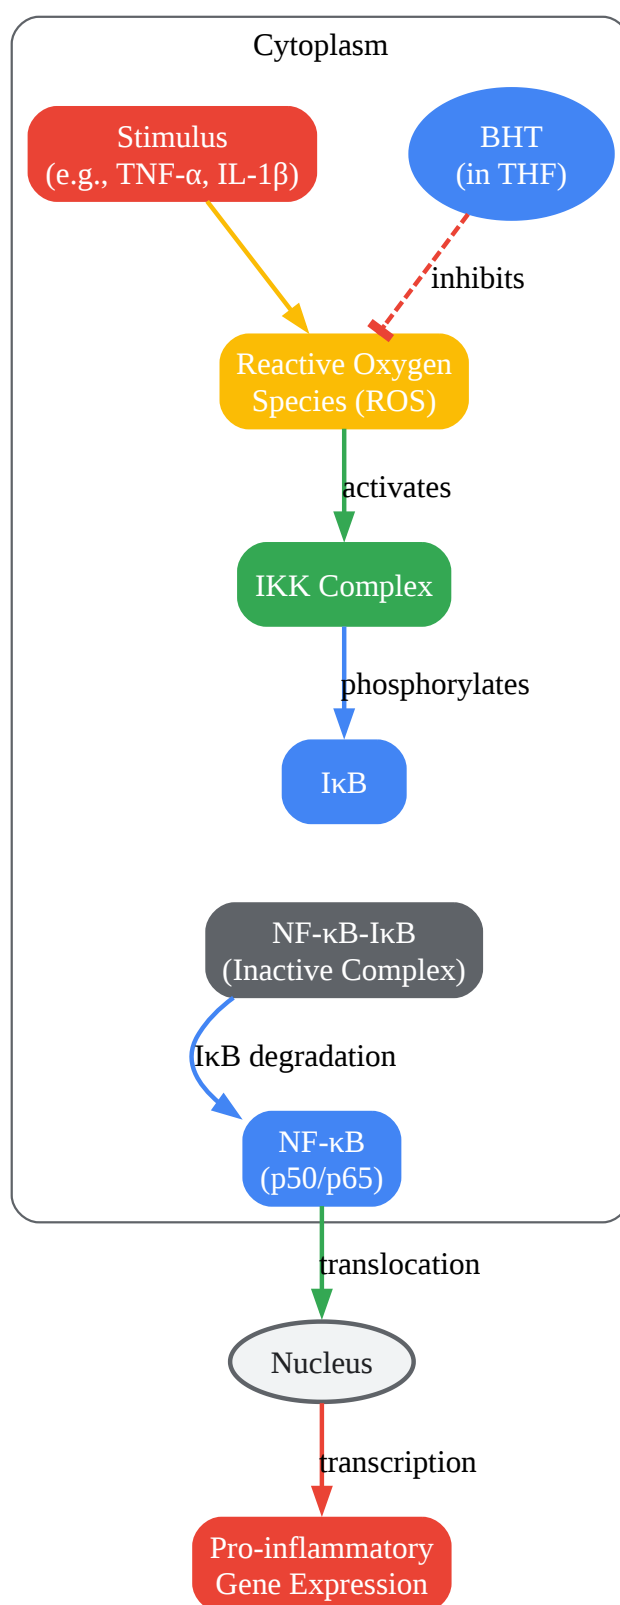 Cytoplasm
Stimulus
(e.g., TNF-α, IL-1β)
BHT
(in THF)
inhibits
Reactive Oxygen
Species (ROS)
activates
IKK Complex
phosphorylates
IκB
NF-κB-IκB
(Inactive Complex)
IκB degradation
NF-κB
(p50/p65)
translocation
Nucleus
transcription
Pro-inflammatory
Gene Expression